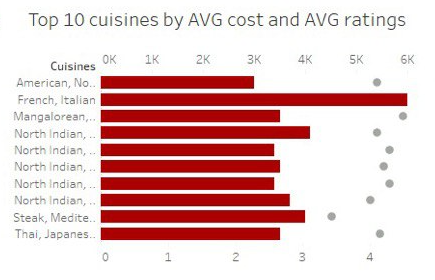 Top 10 cuisines by AVG cost and AVG ratings
Cuisines
0K 1K 2K 3K 4K 5K 6K
American, No..
French, Italian
Mangalorean,..
North Indian, ..
North Indian, ..
North Indian, ..
North Indian, ..
North Indian, ..
Steak, Medite..
Thai, Japanes..
0 1 2 3 4